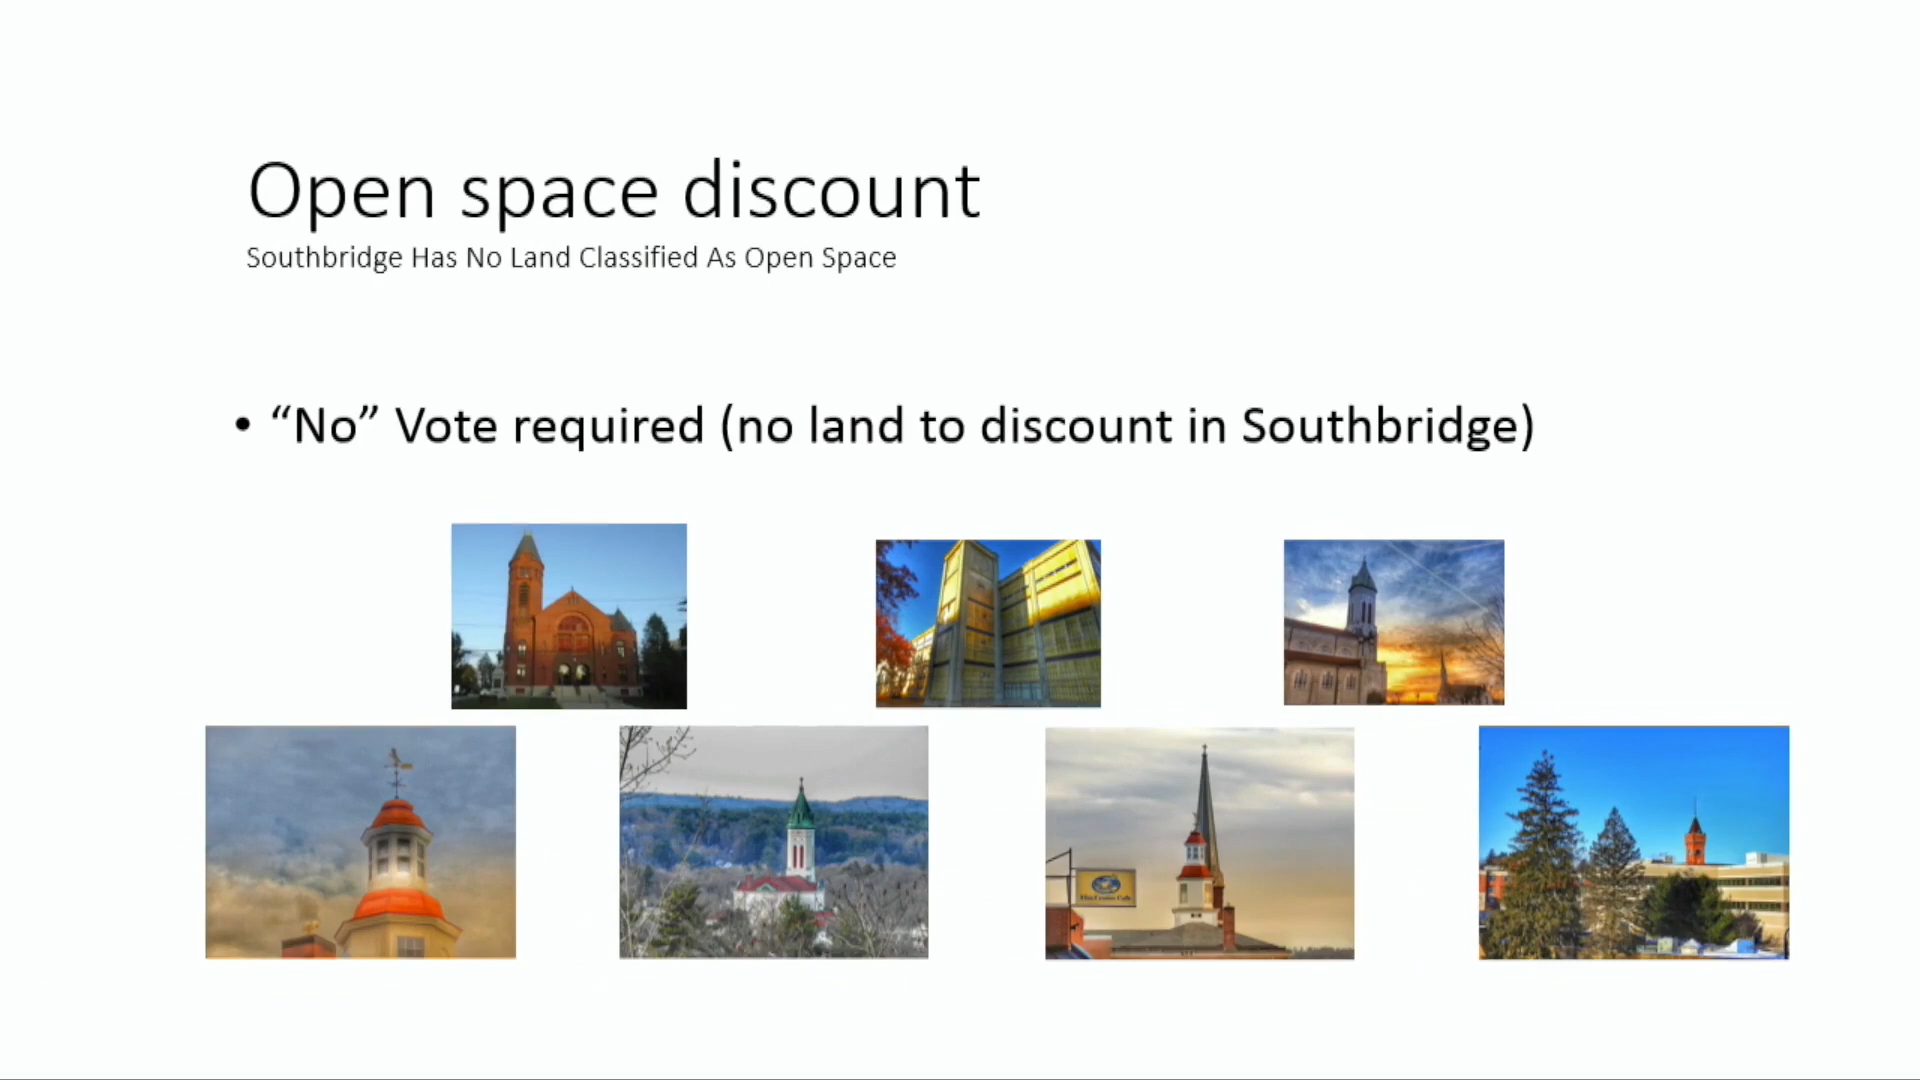 Open space discount
Southbridge Has No Land Classified As Open Space
• “No” Vote required (no land to discount in Southbridge)